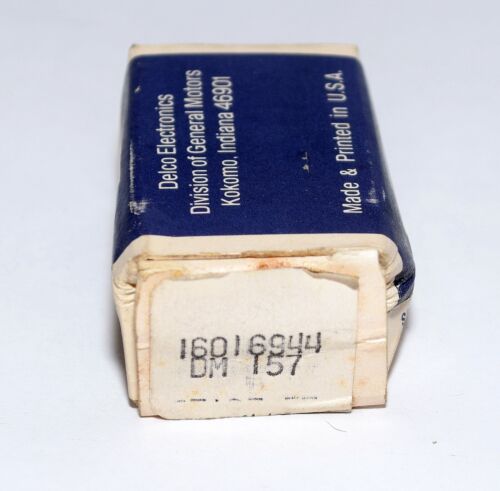 Delco Electronics
Division of General Motors
Kokomo, Indiana 46901
Made & Printed in U.S.A.
16016944
DM 157